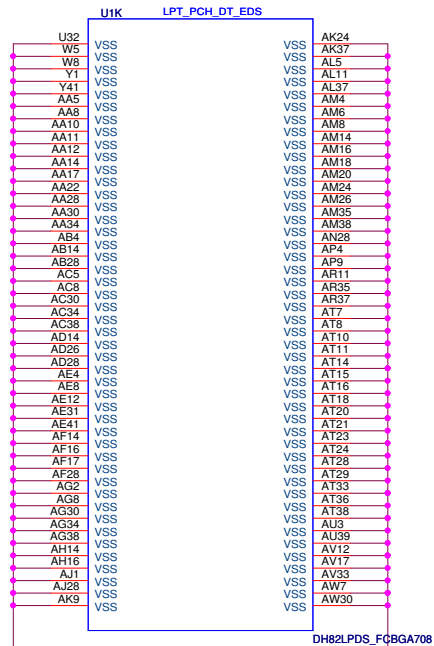 U1K LPT_PCH_DT_EDS
U32 VSS VSS AK24
W5 VSS VSS AK37
W8 VSS VSS AL5
Y1 VSS VSS AL11
Y41 VSS VSS AL37
AA5 VSS VSS AM4
AA8 VSS VSS AM6
AA10 VSS VSS AM8
AA11 VSS VSS AM14
AA12 VSS VSS AM16
AA14 VSS VSS AM18
AA17 VSS VSS AM20
AA22 VSS VSS AM24
AA28 VSS VSS AM26
AA30 VSS VSS AM35
AA34 VSS VSS AM38
AB4 VSS VSS AN28
AB14 VSS VSS AP4
AB28 VSS VSS AP9
AC5 VSS VSS AR11
AC8 VSS VSS AR35
AC30 VSS VSS AR37
AC34 VSS VSS AT7
AC38 VSS VSS AT8
AD14 VSS VSS AT10
AD26 VSS VSS AT11
AD28 VSS VSS AT14
AE4 VSS VSS AT15
AE8 VSS VSS AT16
AE12 VSS VSS AT18
AE31 VSS VSS AT20
AE41 VSS VSS AT21
AF14 VSS VSS AT23
AF16 VSS VSS AT24
AF17 VSS VSS AT28
AF28 VSS VSS AT29
AG2 VSS VSS AT33
AG8 VSS VSS AT36
AG30 VSS VSS AT38
AG34 VSS VSS AU3
AG38 VSS VSS AU39
AH14 VSS VSS AV12
AH16 VSS VSS AV17
AJ1 VSS VSS AV33
AJ28 VSS VSS AW7
AK9 VSS VSS AW30
DH82LPDS_FCBGA708